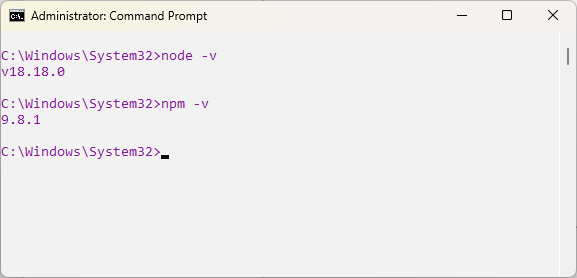 Administrator: Command Prompt
C:\Windows\System32>node -v
v18.18.0
C:\Windows\System32>npm -v
9.8.1
C:\Windows\System32>